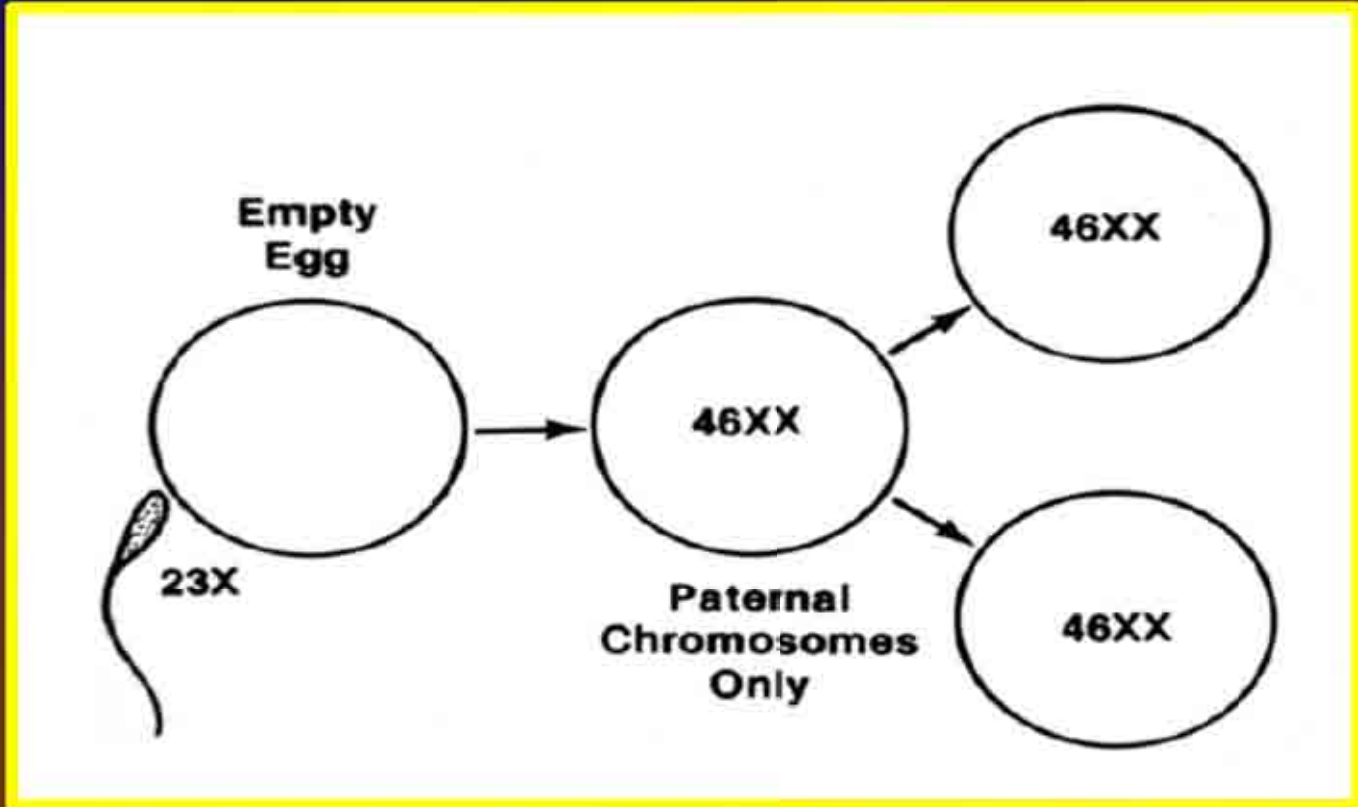 Empty
Egg
23X
46XX
Paternal
Chromosomes
Only
46XX
46XX